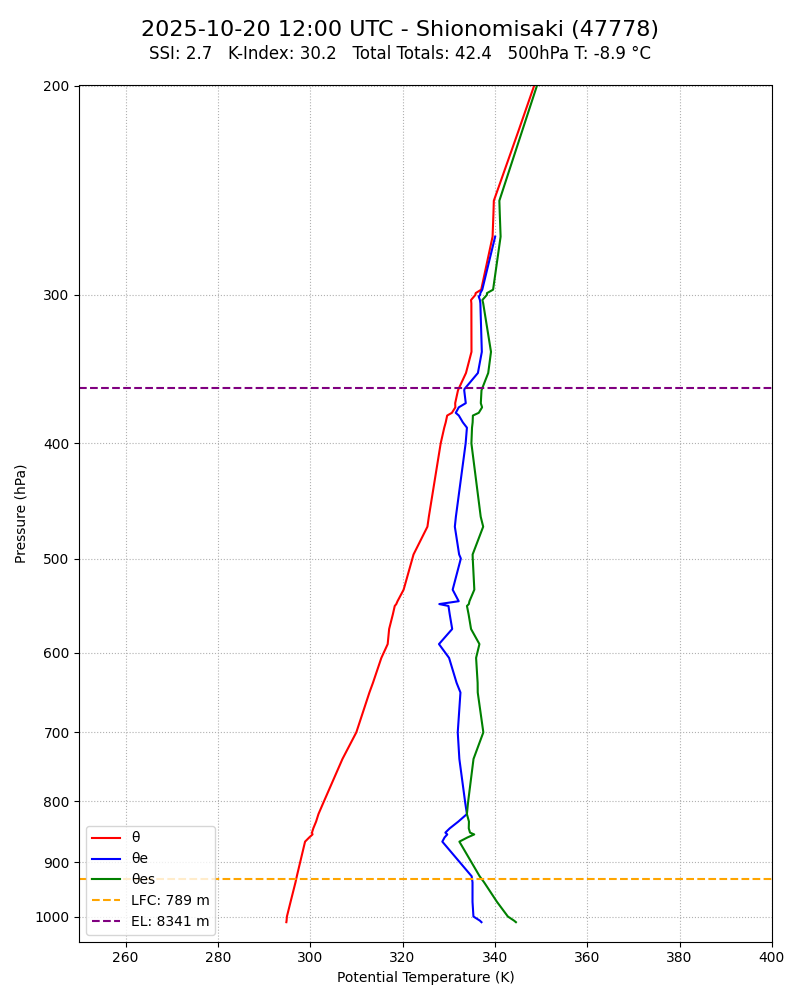 2025-10-20 12:00 UTC - Shionomisaki (47778)
SSI: 2.7   K-Index: 30.2   Total Totals: 42.4   500hPa T: -8.9 °C
200
300
400
500
600
700
800
900
1000
Pressure (hPa)
θ
θe
θes
LFC: 789 m
EL: 8341 m
260 280 300 320 340 360 380 400
Potential Temperature (K)